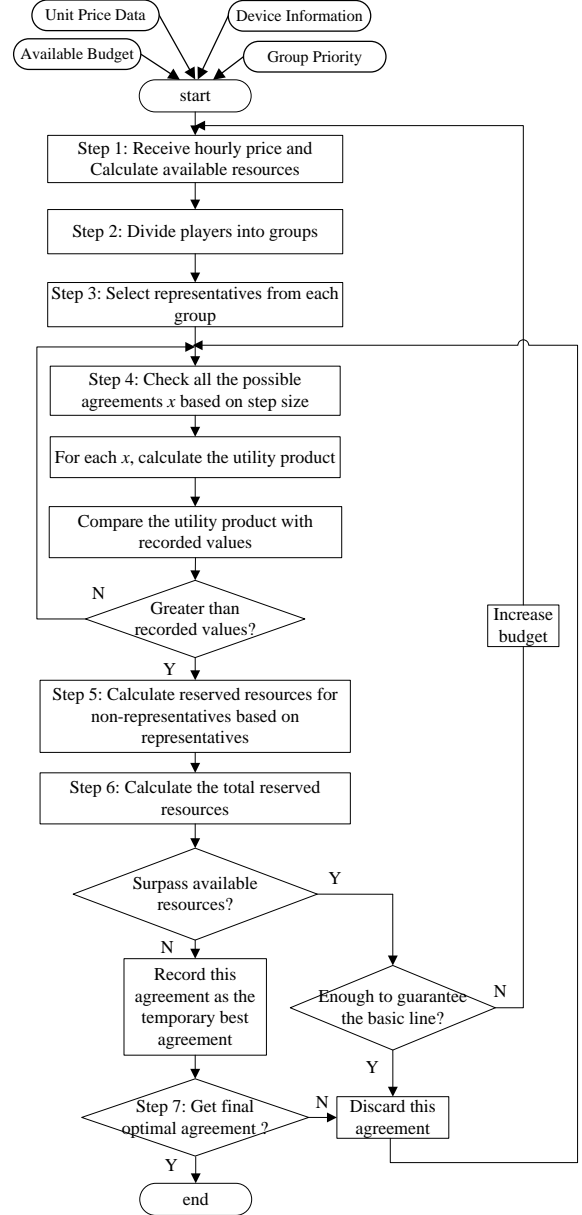 Unit Price Data
Device Information
Available Budget
Group Priority
start
Step 1: Receive hourly price and
Calculate available resources
Step 2: Divide players into groups
Step 3: Select representatives from each
group
Step 4: Check all the possible
agreements x based on step size
For each x, calculate the utility product
Compare the utility product with
recorded values
N
Greater than
recorded values?
Y
Increase
budget
Step 5: Calculate reserved resources for
non-representatives based on
representatives
Step 6: Calculate the total reserved
resources
Surpass available
resources?
Y
N
Record this
agreement as the
temporary best
agreement
Enough to guarantee
the basic line?
N
Y
Step 7: Get final
optimal agreement ?
N
Discard this
agreement
Y
end